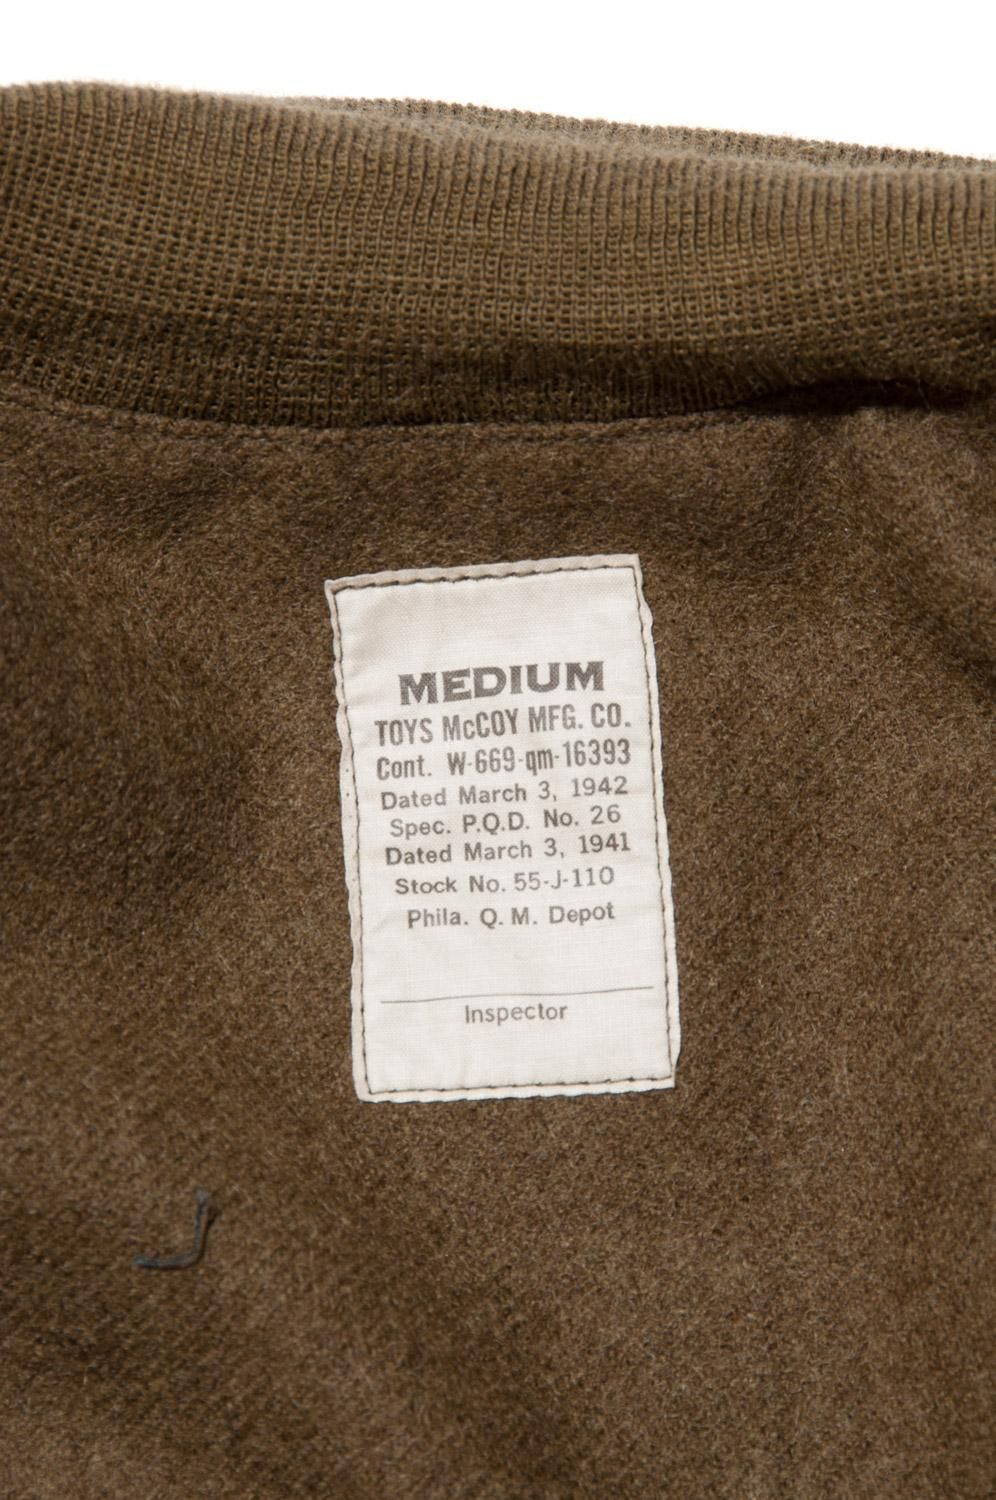 MEDIUM
TOYS McCOY MFG. CO.
Cont. W-669-qm-16393
Dated March 3, 1942
Spec. P.Q.D. No. 26
Dated March 3, 1941
Stock No. 55-J-110
Phila. Q. M. Depot
Inspector